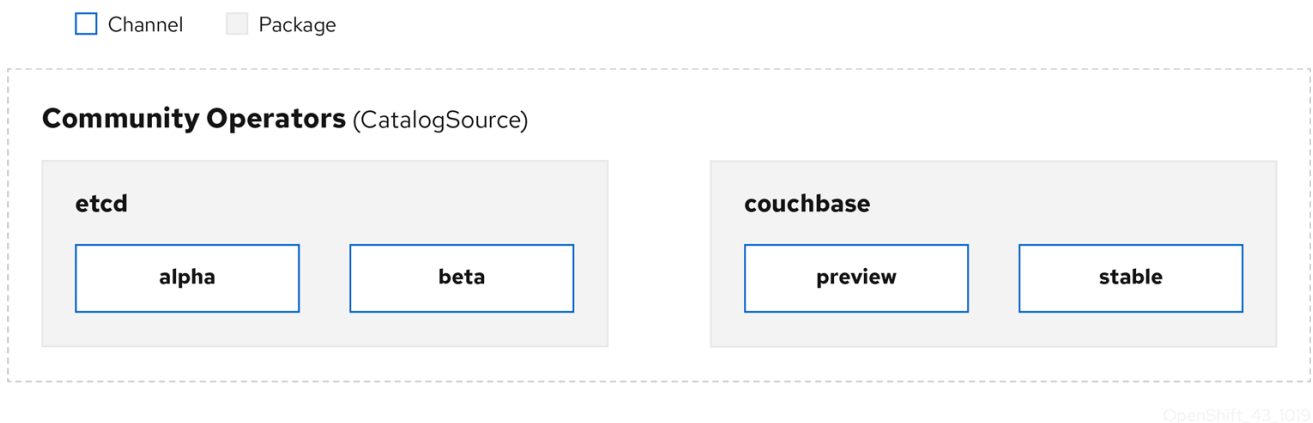 Channel Package
Community Operators (CatalogSource)
etcd couchbase
alpha beta preview stable
OpenShift_43_1019